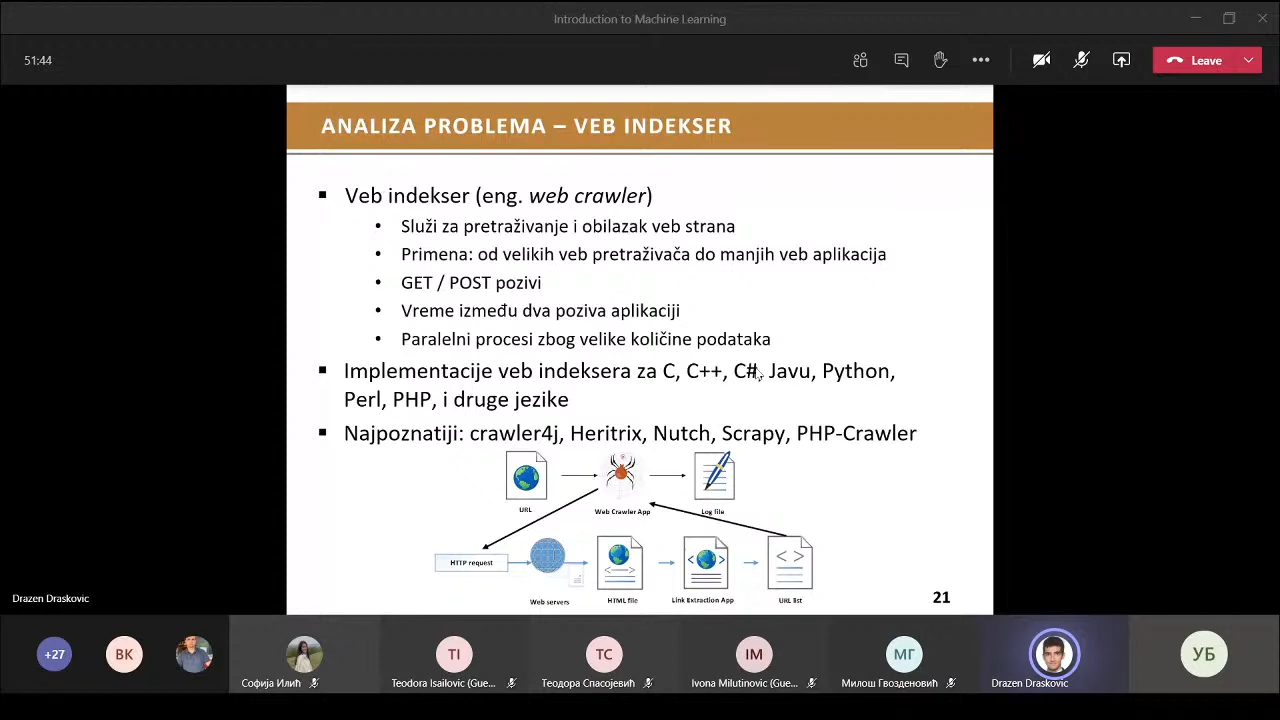 Introduction to Machine Learning
51:44
Leave
ANALIZA PROBLEMA – VEB INDEKSER
Veb indekser (eng. web crawler)
Služi za pretraživanje i obilazak veb strana
Primena: od velikih veb pretraživača do manjih veb aplikacija
GET / POST pozivi
Vreme između dva poziva aplikaciji
Paralelni procesi zbog velike količine podataka
Implementacije veb indeksera za C, C++, C#, Javu, Python,
Perl, PHP, i druge jezike
Najpoznatiji: crawler4j, Heritrix, Nutch, Scrapy, PHP-Crawler
URL
Web Crawler App
Log file
HTTP request
Web servers
HTML file
Link Extraction App
URL list
21
Drazen Draskovic
+27
ВК
TI
ТС
IM
МГ
УБ
Софија Илић
Teodora Isailovic (Gue...
Теодора Спасојевић
Ivona Milutinovic (Gue...
Милош Гвозденовић
Drazen Draskovic